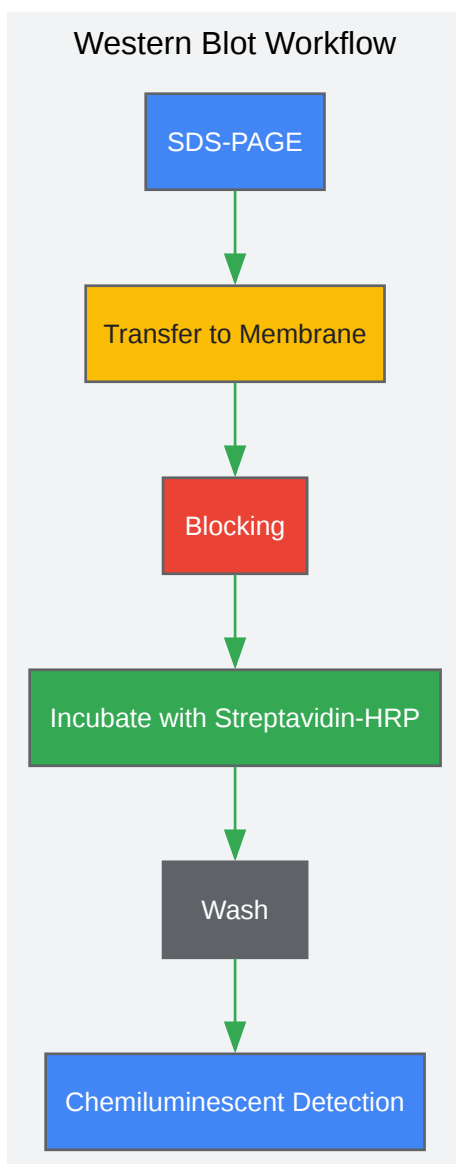 Western Blot Workflow
SDS-PAGE
Transfer to Membrane
Blocking
Incubate with Streptavidin-HRP
Wash
Chemiluminescent Detection